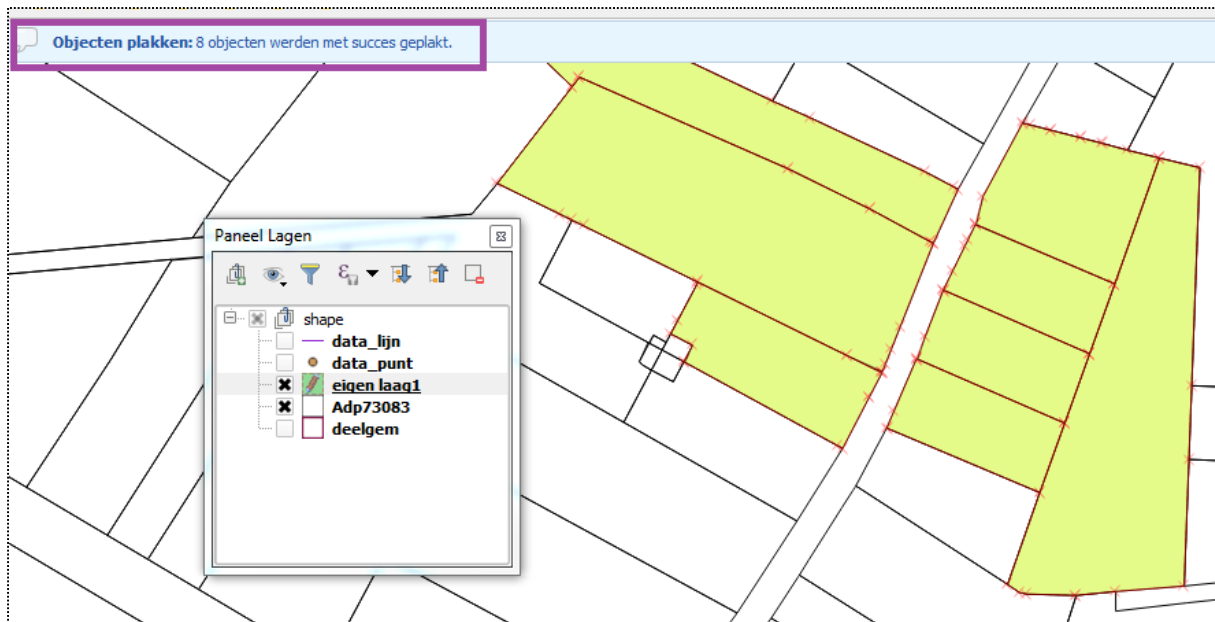 Objecten plakken: 8 objecten werden met succes geplakt.
Paneel Lagen
shape
data_lijn
data_punt
eigen laag1
Adp73083
deelgem